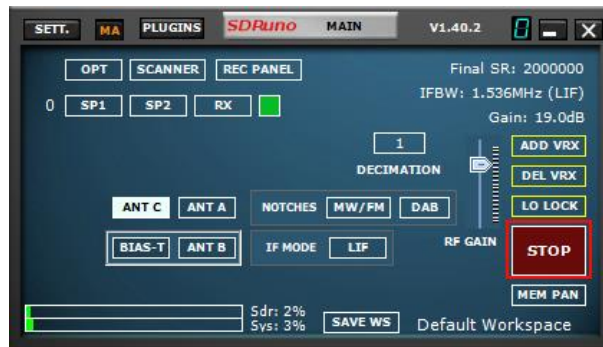 SETT. MA PLUGINS SDRuno MAIN V1.40.2 0
OPT SCANNER REC PANEL Final SR: 2000000
IFBW: 1.536MHz (LIF)
0 SP1 SP2 RX Gain: 19.0dB
1 ADD VRX
DECIMATION DEL VRX
ANT C ANT A NOTCHES MW/FM DAB LO LOCK
BIAS-T ANT B IF MODE LIF RF GAIN STOP
MEM PAN
Sdr: 2%
Sys: 3% SAVE WS Default Workspace